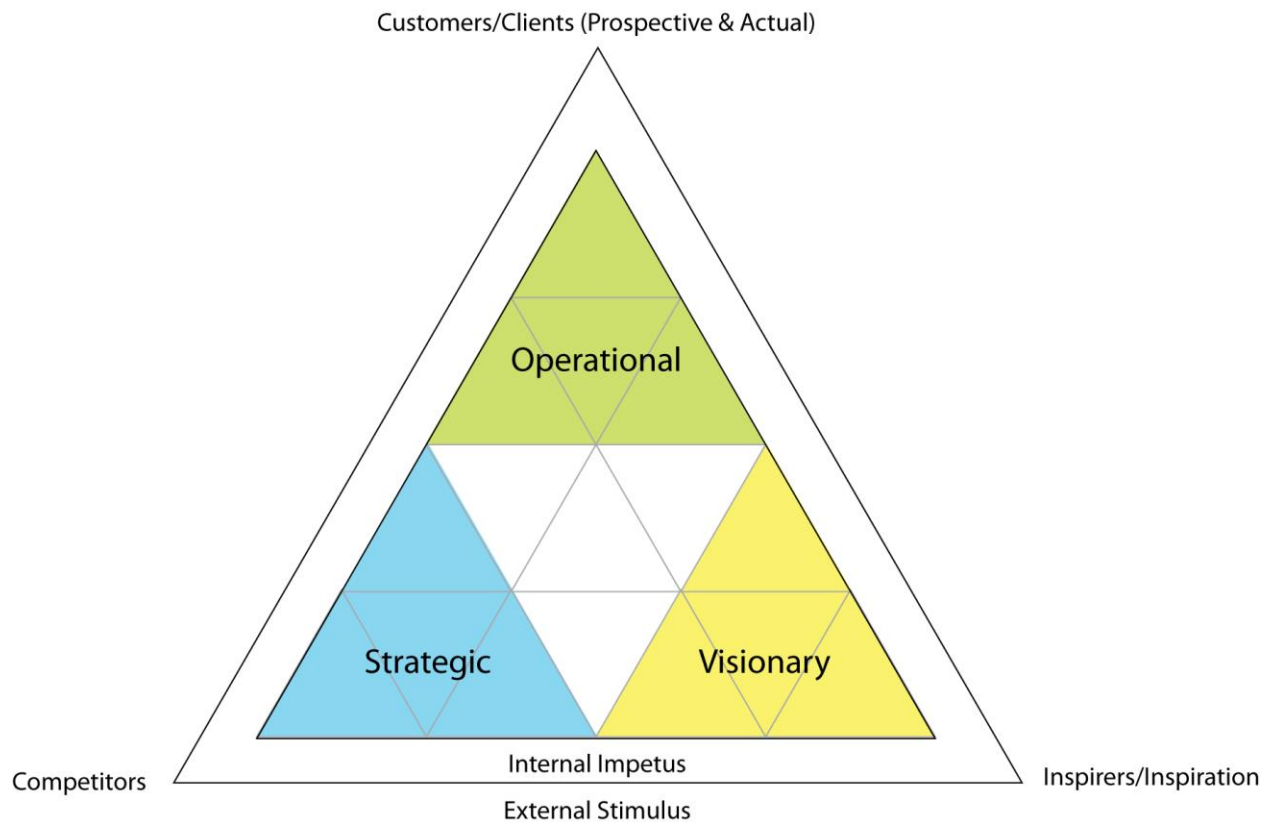 Customers/Clients (Prospective & Actual)
Operational
Strategic
Visionary
Internal Impetus
Competitors
Inspirers/Inspiration
External Stimulus